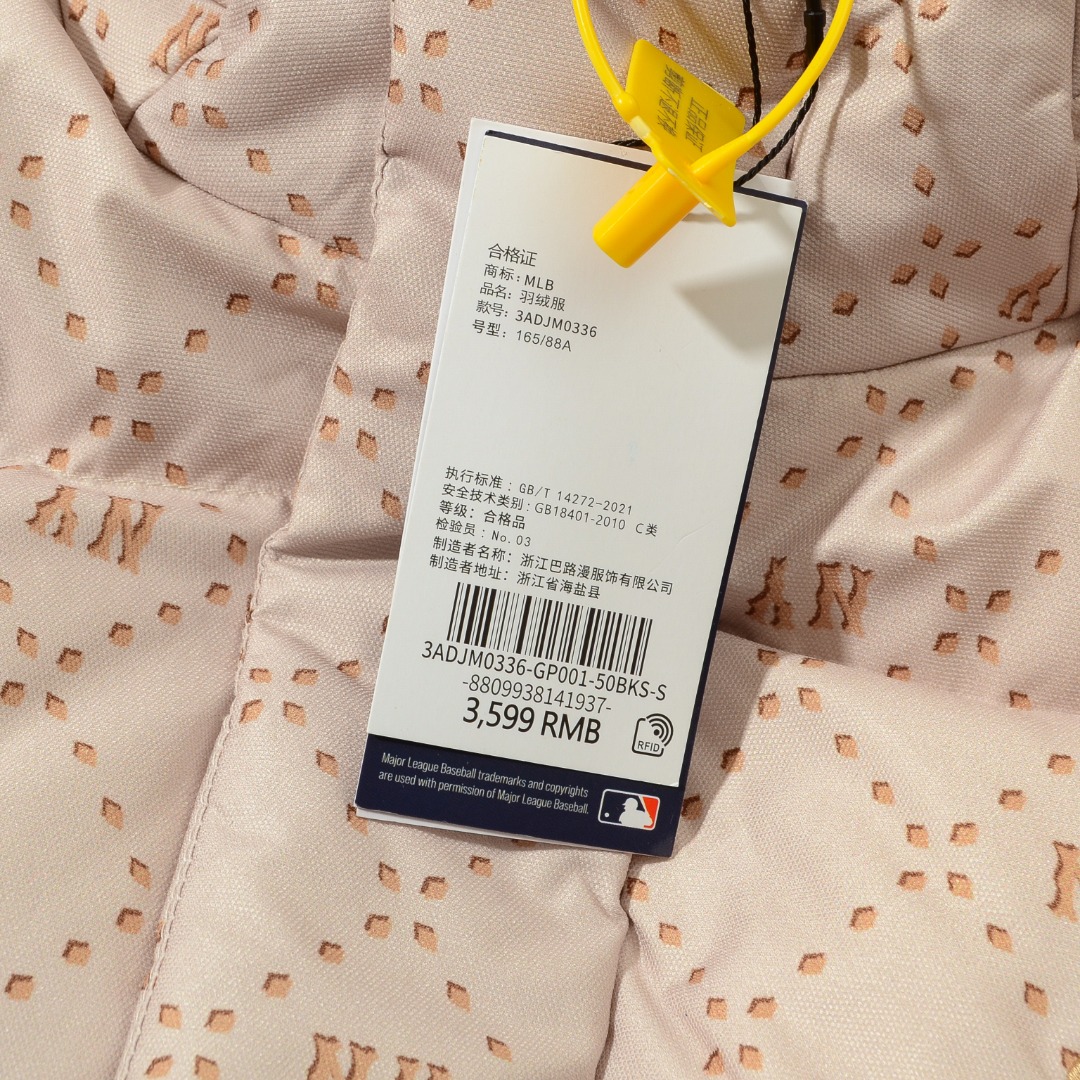 正品保证
合格证
商标: MLB
品名: 羽绒服
款号: 3ADJM0336
号型: 165/88A
执行标准: GB/T 14272-2021
安全技术类别: GB18401-2010 C类
等级: 合格品
检验员: No.03
制造者名称: 浙江巴路漫服饰有限公司
制造者地址: 浙江省海盐县
3ADJM0336-GP001-50BKS-S
-8809938141937-
3,599 RMB
RFID
Major League Baseball trademarks and copyrights
are used with permission of Major League Baseball.